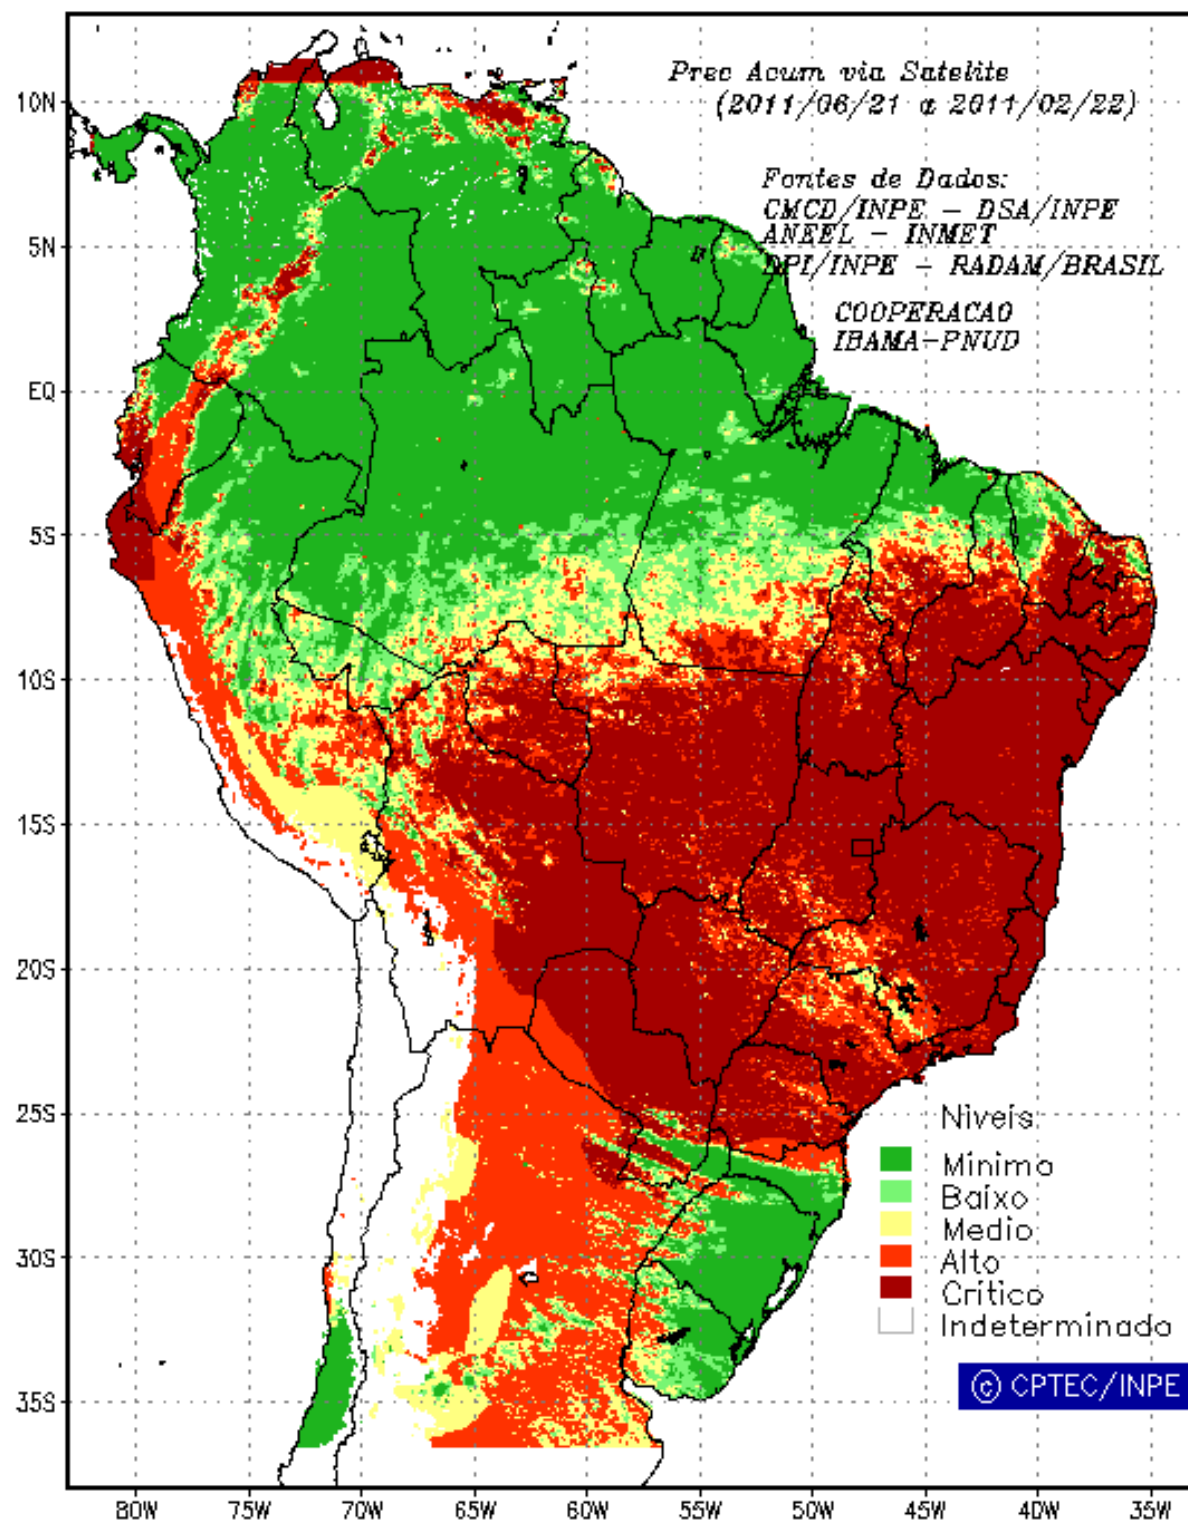 Prec Acum via Satelite
(2011/06/21 a 2011/02/22)
Fontes de Dados:
CMCD/INPE - DSA/INPE
ANEEL - INMET
DPI/INPE - RADAM/BRASIL
COOPERACAO
IBAMA-PNUD
10N
5N
EQ
5S
10S
15S
20S
25S
30S
35S
Niveis
Minimo
Baixo
Medio
Alto
Crítico
Indeterminado
© CPTEC/INPE
80W 75W 70W 65W 60W 55W 50W 45W 40W 35W